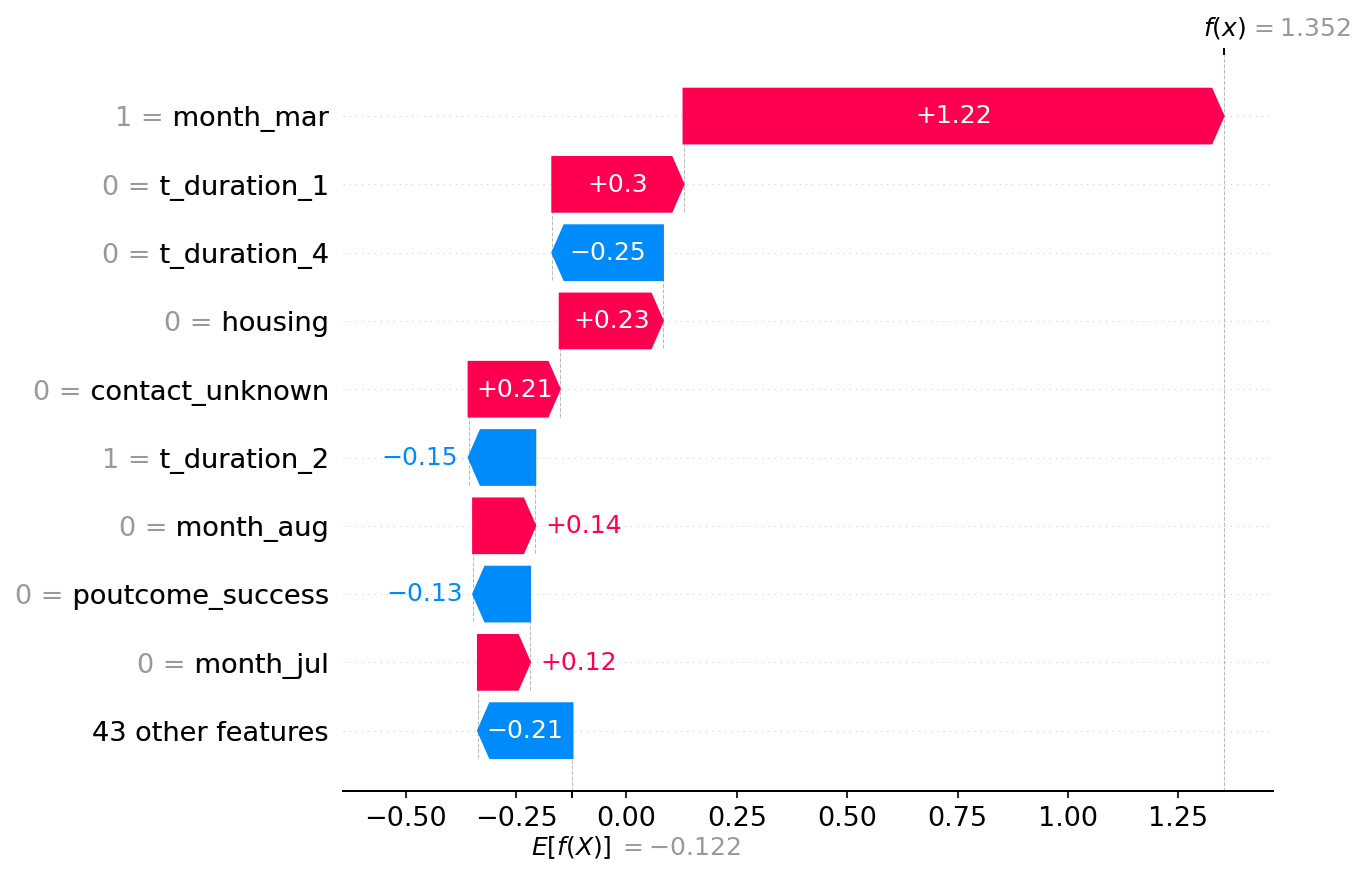 f(x) = 1.352
1 = month_mar +1.22
0 = t_duration_1 +0.3
0 = t_duration_4 −0.25
0 = housing +0.23
0 = contact_unknown +0.21
1 = t_duration_2 −0.15
0 = month_aug +0.14
0 = poutcome_success −0.13
0 = month_jul +0.12
43 other features −0.21
−0.50 −0.25 0.00 0.25 0.50 0.75 1.00 1.25
E[f(X)] = −0.122